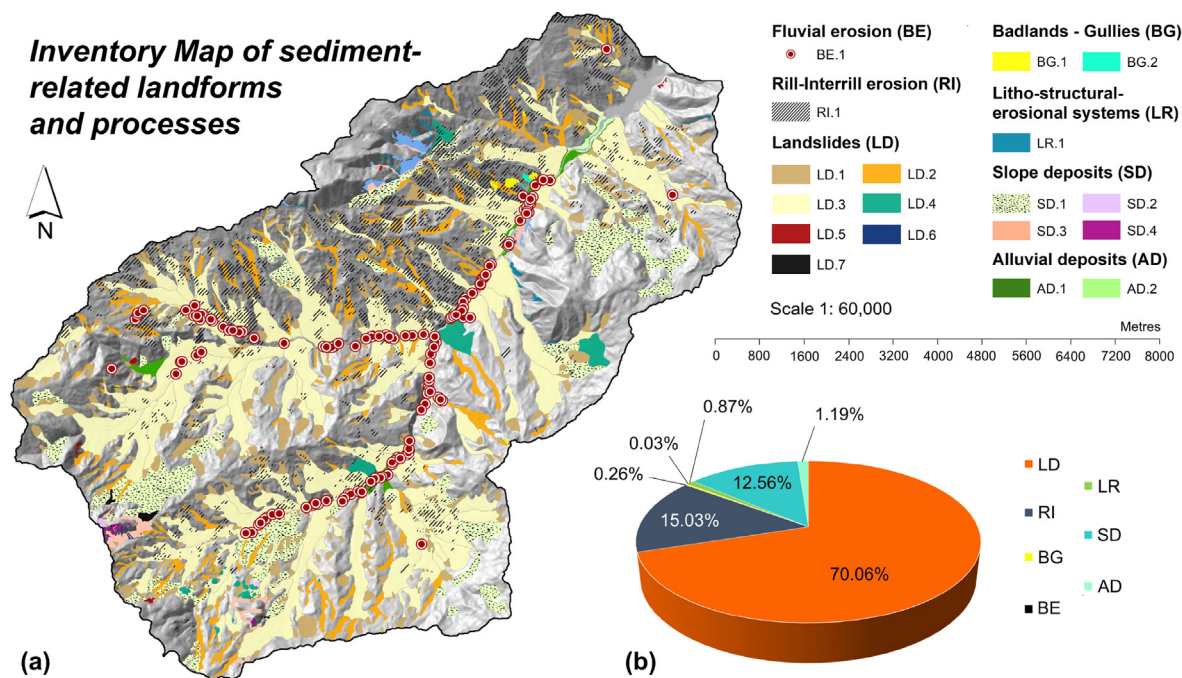 Inventory Map of sediment-
related landforms
and processes
N
(a)
Fluvial erosion (BE)
BE.1
Rill-Interrill erosion (RI)
RI.1
Landslides (LD)
LD.1 LD.2
LD.3 LD.4
LD.5 LD.6
LD.7
Badlands - Gullies (BG)
BG.1 BG.2
Litho-structural-
erosional systems (LR)
LR.1
Slope deposits (SD)
SD.1 SD.2
SD.3 SD.4
Alluvial deposits (AD)
AD.1 AD.2
Scale 1: 60,000
Metres
0 800 1600 2400 3200 4000 4800 5600 6400 7200 8000
0.87%
1.19%
0.03%
0.26%
12.56%
15.03%
70.06%
LD
LR
RI
SD
BG
AD
BE
(b)